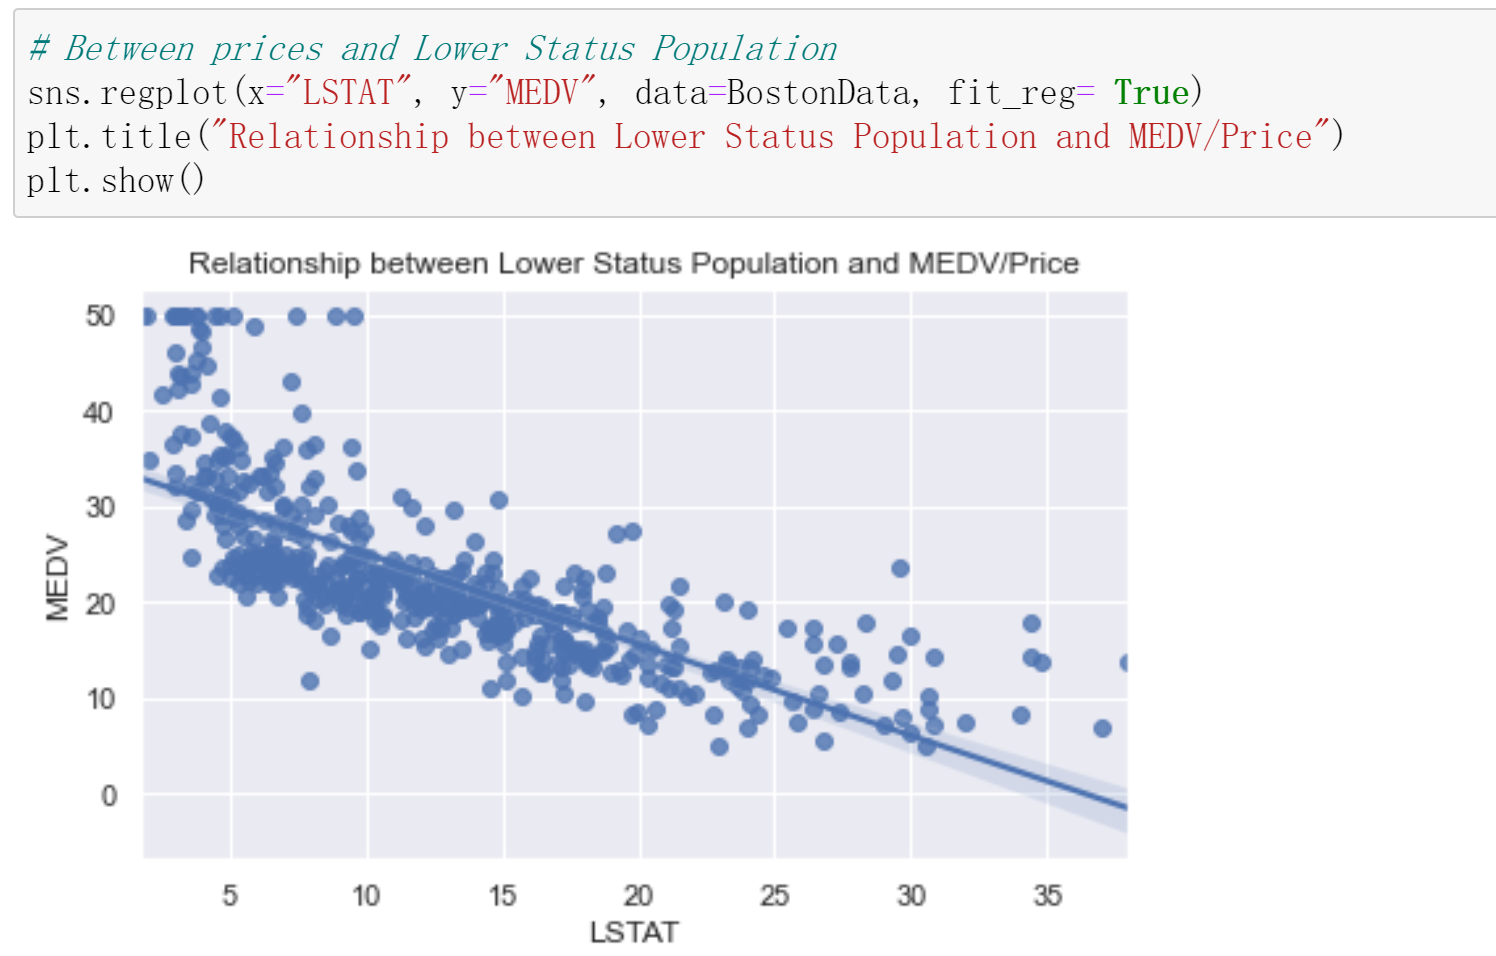 # Between prices and Lower Status Population
sns.regplot(x="LSTAT", y="MEDV", data=BostonData, fit_reg= True)
plt.title("Relationship between Lower Status Population and MEDV/Price")
plt.show()
Relationship between Lower Status Population and MEDV/Price
50
40
30
20
10
0
MEDV
5 10 15 20 25 30 35
LSTAT